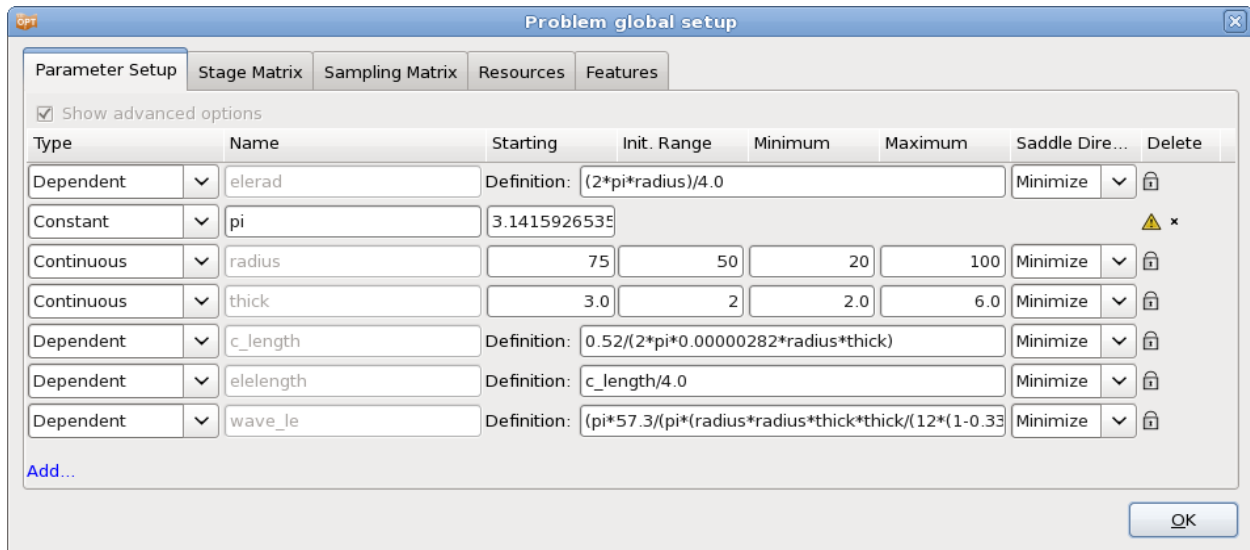 OPT Problem global setup
Parameter Setup Stage Matrix Sampling Matrix Resources Features
Show advanced options
Type Name Starting Init. Range Minimum Maximum Saddle Dire... Delete
Dependent elerad Definition: (2*pi*radius)/4.0 Minimize
Constant pi 3.1415926535
Continuous radius 75 50 20 100 Minimize
Continuous thick 3.0 2 2.0 6.0 Minimize
Dependent c_length Definition: 0.52/(2*pi*0.00000282*radius*thick) Minimize
Dependent elelength Definition: c_length/4.0 Minimize
Dependent wave_le Definition: (pi*57.3/(pi*(radius*radius*thick*thick/(12*(1-0.33 Minimize
Add...
OK